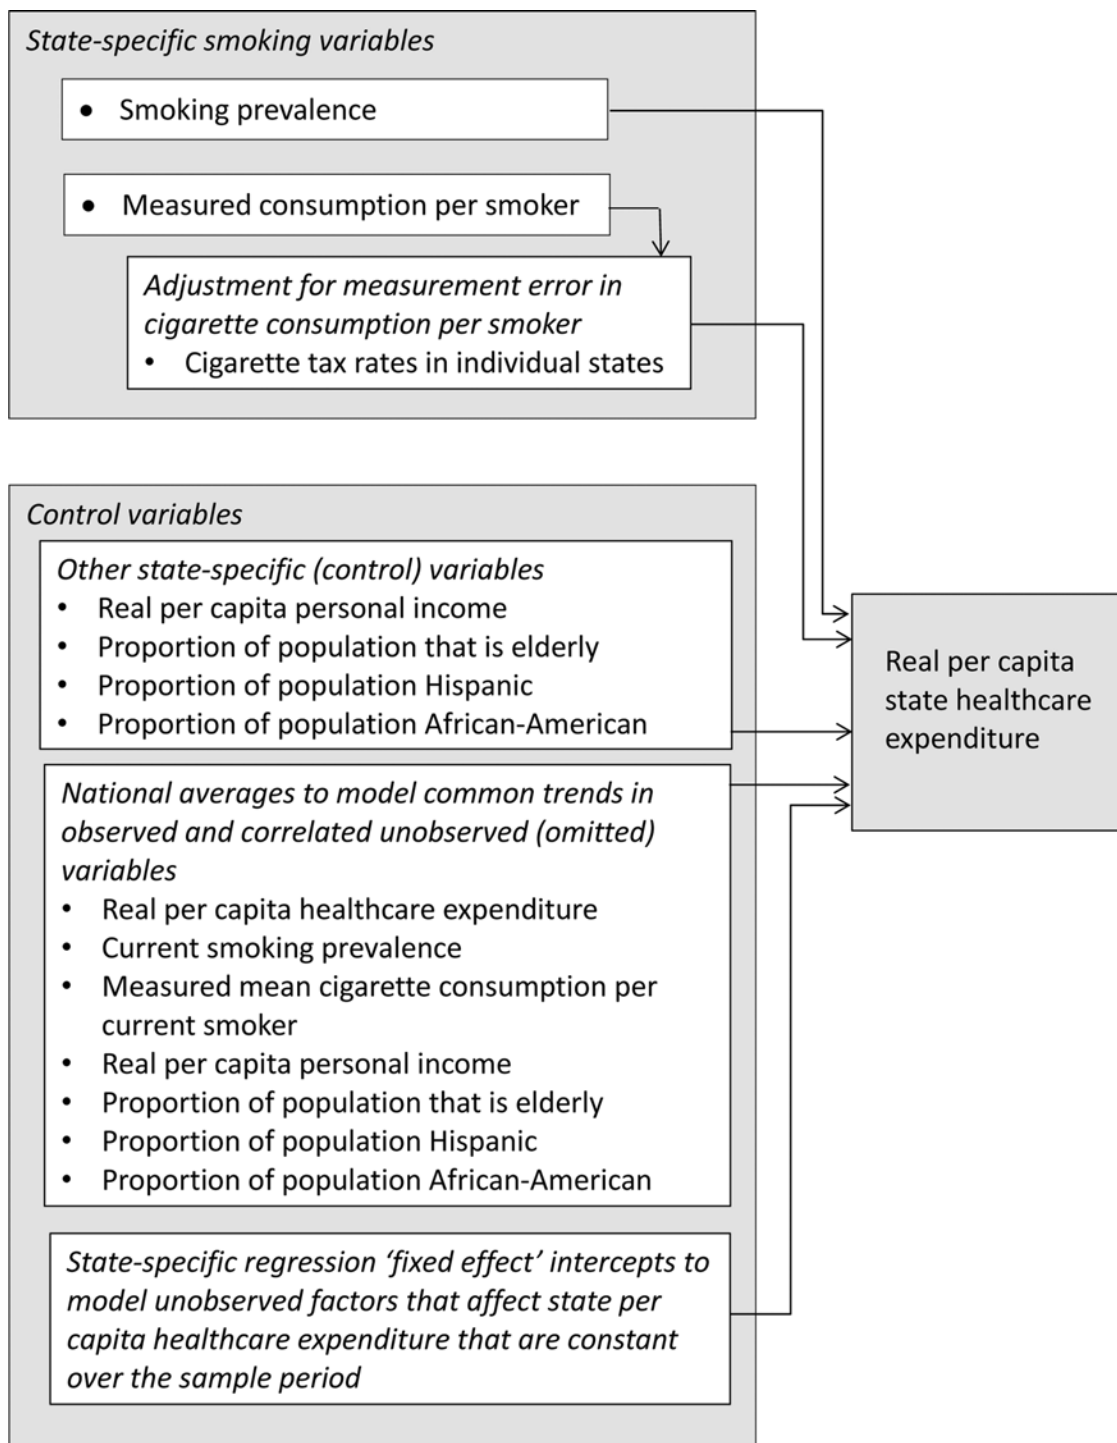 State-specific smoking variables
• Smoking prevalence
• Measured consumption per smoker
Adjustment for measurement error in
cigarette consumption per smoker
• Cigarette tax rates in individual states
Control variables
Other state-specific (control) variables
• Real per capita personal income
• Proportion of population that is elderly
• Proportion of population Hispanic
• Proportion of population African-American
National averages to model common trends in
observed and correlated unobserved (omitted)
variables
• Real per capita healthcare expenditure
• Current smoking prevalence
• Measured mean cigarette consumption per
current smoker
• Real per capita personal income
• Proportion of population that is elderly
• Proportion of population Hispanic
• Proportion of population African-American
State-specific regression ‘fixed effect’ intercepts to
model unobserved factors that affect state per
capita healthcare expenditure that are constant
over the sample period
Real per capita
state healthcare
expenditure